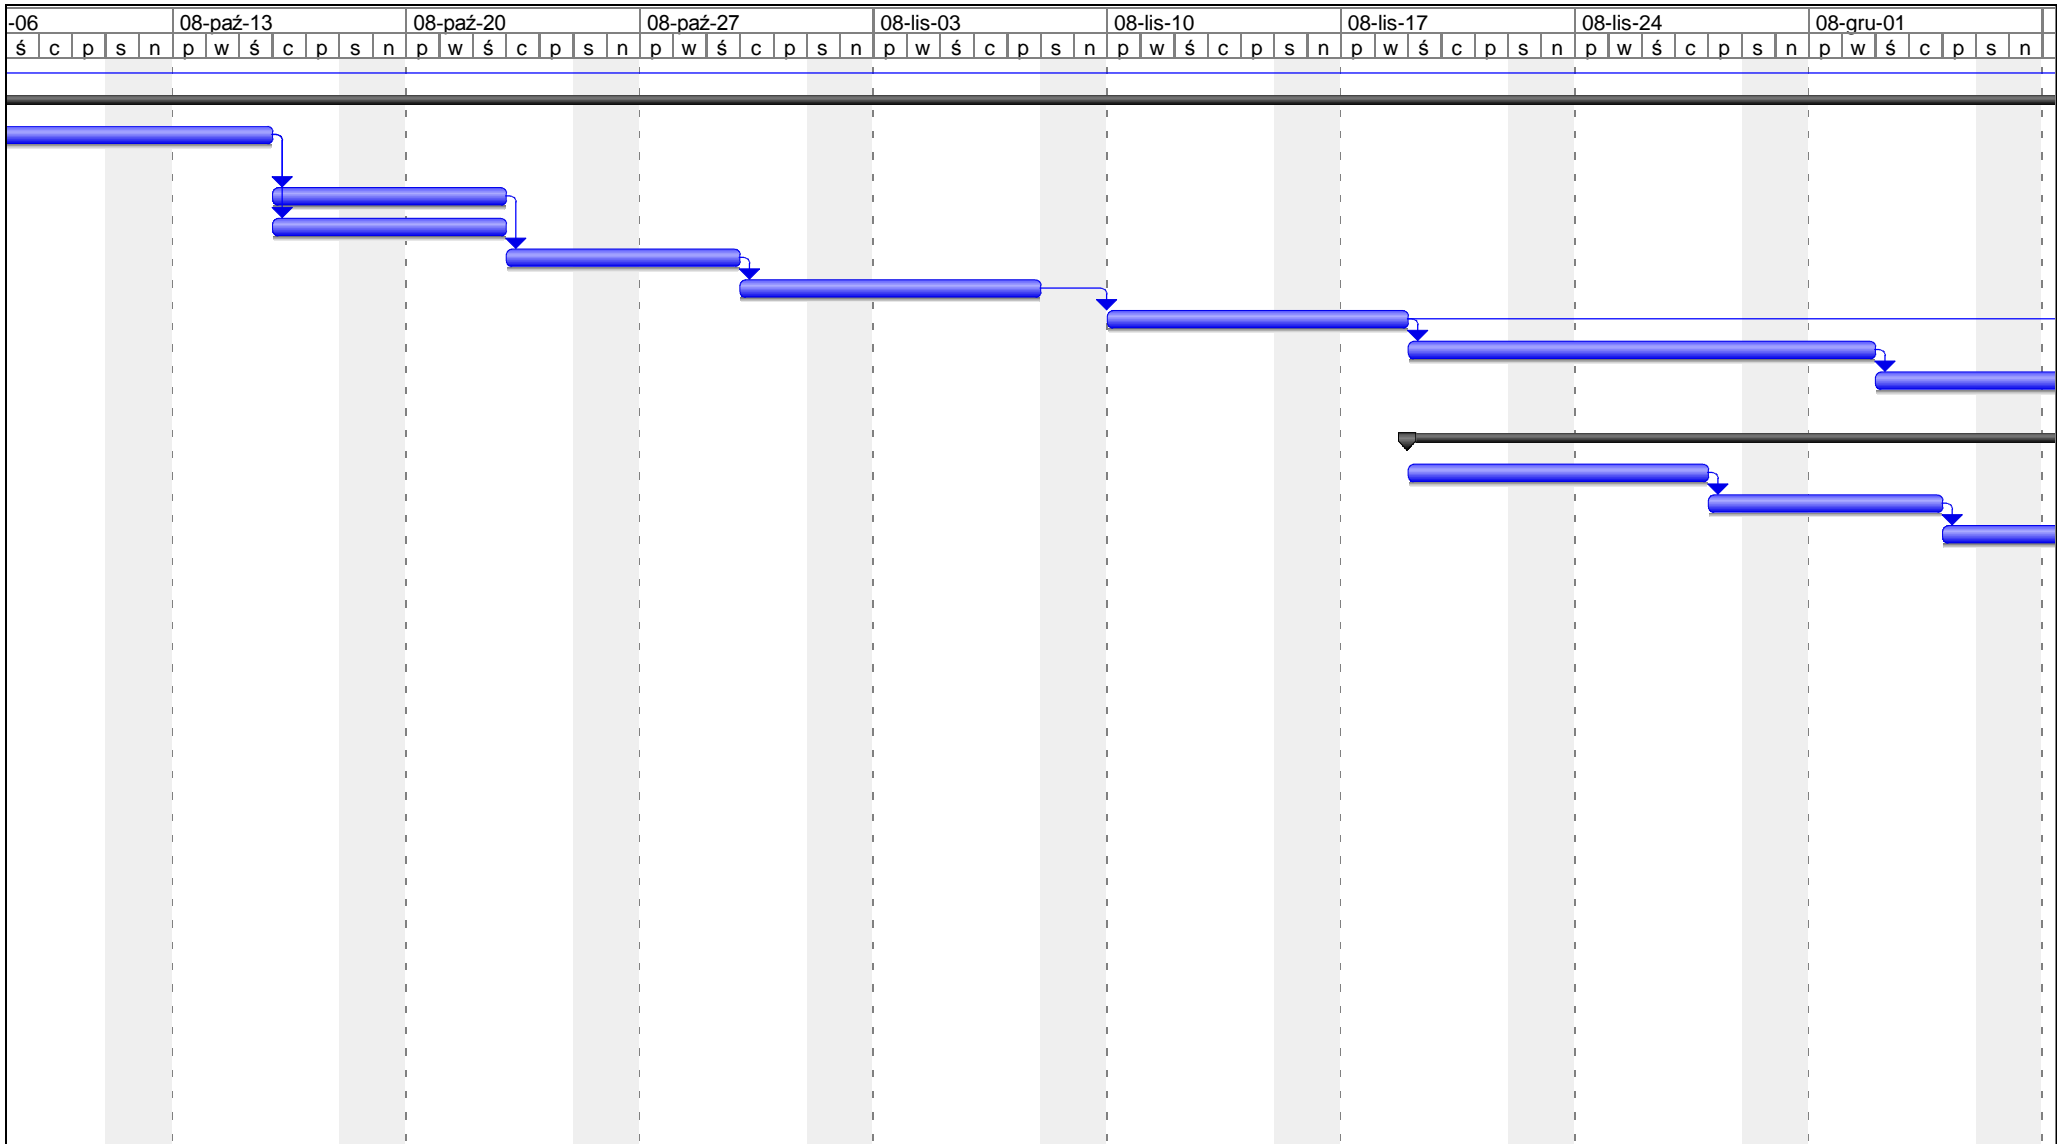 -06 08-paź-13 08-paź-20 08-paź-27 08-lis-03 08-lis-10 08-lis-17 08-lis-24 08-gru-01
ś c p s n p w ś c p s n p w ś c p s n p w ś c p s n p w ś c p s n p w ś c p s n p w ś c p s n p w ś c p s n p w ś c p s n